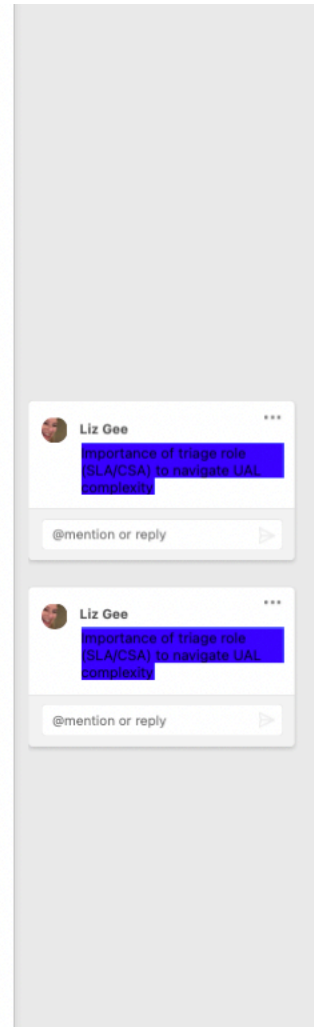 Liz Gee
Importance of triage role
(SLA/CSA) to navigate UAL
complexity
@mention or reply
Liz Gee
Importance of triage role
(SLA/CSA) to navigate UAL
complexity
@mention or reply